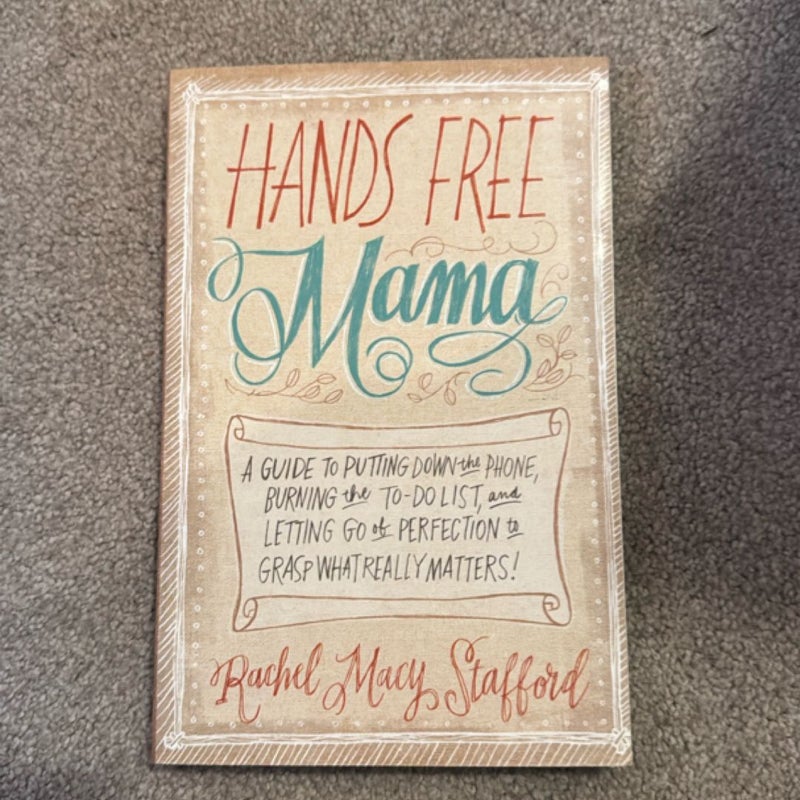 HANDS FREE
Mama
A GUIDE TO PUTTING DOWN the PHONE,
BURNING the TO-DO LIST, and
LETTING GO of PERFECTION to
GRASP WHAT REALLY MATTERS!
Rachel Macy Stafford